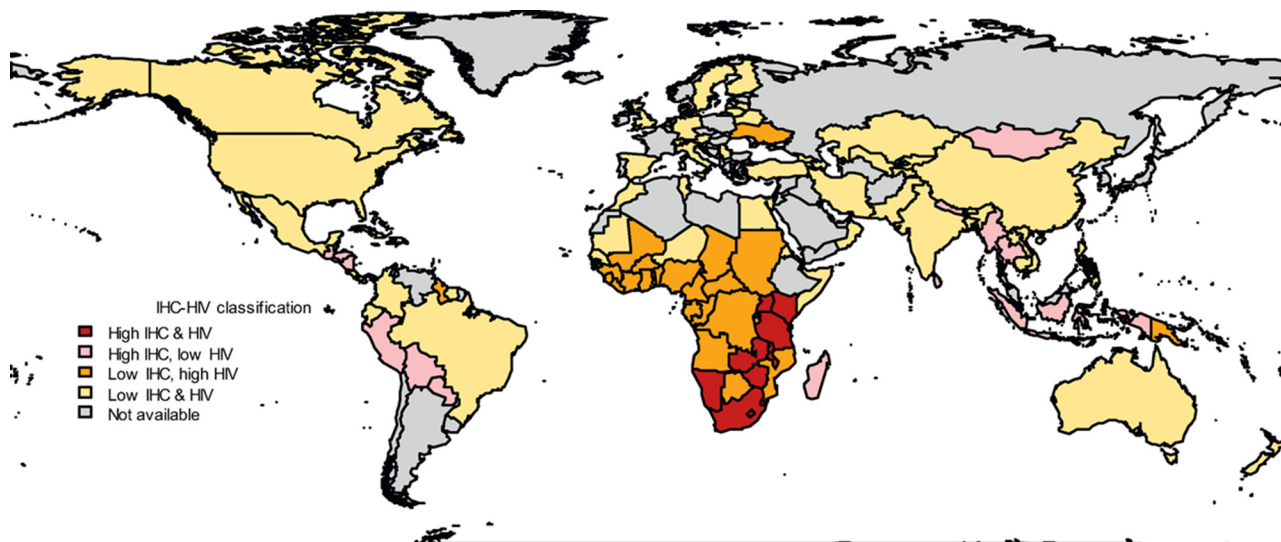 IHC-HIV classification
High IHC & HIV
High IHC, low HIV
Low IHC, high HIV
Low IHC & HIV
Not available